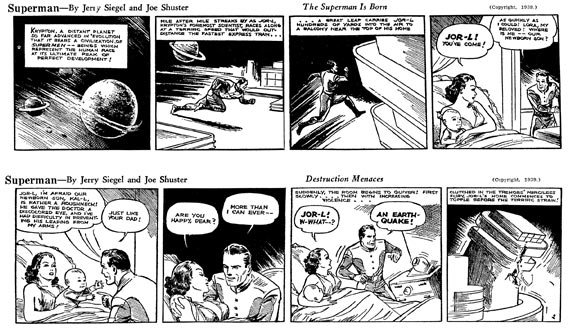 Superman—By Jerry Siegel and Joe Shuster
The Superman Is Born
(Copyright, 1939.)
KRYPTON, A DISTANT PLANET
SO FAR ADVANCED IN EVOLUTION
THAT IT BEARS A CIVILIZATION OF
SUPERMEN -- BEINGS WHICH
REPRESENT THE HUMAN RACE
AT ITS ULTIMATE PEAK OF
PERFECT DEVELOPMENT!
MILE AFTER MILE STREAKS BY AS JOR-L,
KRYPTON'S FOREMOST SCIENTIST, RACES ALONG
AT A TERRIFIC SPEED THAT WOULD OUT-
DISTANCE THE FASTEST EXPRESS TRAIN...
... A GREAT LEAP CARRIES JOR-L
HUNDREDS OF YARDS INTO THE AIR TO
A BALCONY NEAR THE TOP OF HIS HOME
JOR-L!
YOU'VE COME!
AS QUICKLY AS
I COULD! LORA, MY
BELOVED! WHERE
IS HE -- OUR
NEWBORN SON?
Superman—By Jerry Siegel and Joe Shuster
Destruction Menaces
(Copyright, 1939.)
JOR-L, I'M AFRAID OUR
NEWBORN SON, KAL-L,
IS RATHER A ROUGHNECK!
HE GAVE THE DOCTOR A
DISCOLORED EYE, AND I'VE
HAD DIFFICULTY IN PREVENT-
ING HIS LEAPING FROM
MY ARMS!
JUST LIKE
YOUR DAD!
ARE YOU
HAPPY, DEAR?
MORE THAN
I CAN EVER--
SUDDENLY, THE ROOM BEGINS TO QUIVER! FIRST
SLOWLY... THEN WITH INCREASING
VIOLENCE...
JOR-L!
W-WHAT--?
AN EARTH-
QUAKE!
CLUTCHED IN THE TREMORS' MERCILESS
FURY, JOR-L'S HOME COMMENCES TO
TOPPLE BEFORE THE TERRIFIC STRAIN!
2